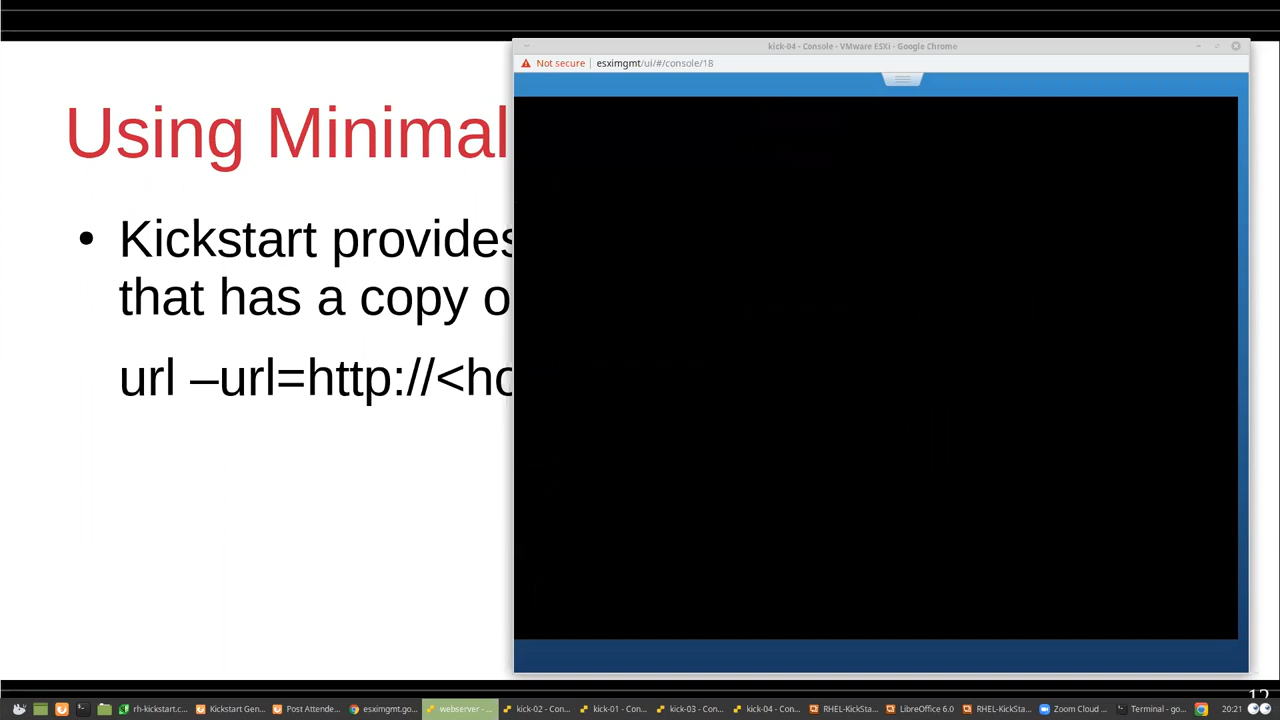 kick-04 - Console - VMware ESXi - Google Chrome
Not secure | esximgmt/ui/#/console/18
Using Minimal
• Kickstart provides
that has a copy o
url –url=http://<ho
12
rh-kickstart.c... Kickstart Gen... Post Attende... esximgmt.go... webserver - ... kick-02 - Con... kick-01 - Con... kick-03 - Con... kick-04 - Con... RHEL-KickSta... LibreOffice 6.0 RHEL-KickSta... Zoom Cloud ... Terminal - go... 20:21